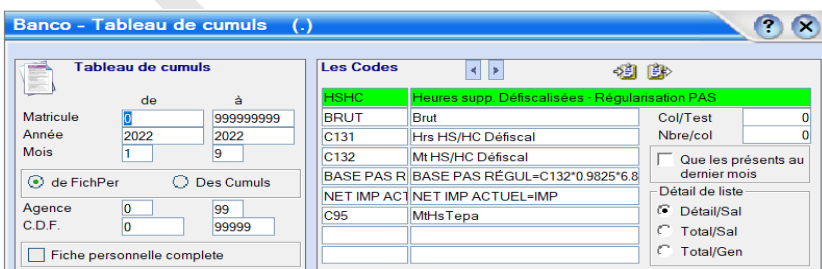 Banco - Tableau de cumuls (.)
Tableau de cumuls
de à
Matricule 0 999999999
Année 2022 2022
Mois 1 9
de FichPer Des Cumuls
Agence 0 99
C.D.F. 0 99999
Fiche personnelle complete
Les Codes
HSHC Heures supp. Défiscalisées - Régularisation PAS
BRUT Brut
C131 Hrs HS/HC Défiscal
C132 Mt HS/HC Défiscal
BASE PAS R BASE PAS RÉGUL=C132*0.9825*6.8
NET IMP ACT NET IMP ACTUEL=IMP
C95 MtHsTepa
Col/Test 0
Nbre/col 0
Que les présents au
dernier mois
Détail de liste
Détail/Sal
Total/Sal
Total/Gen